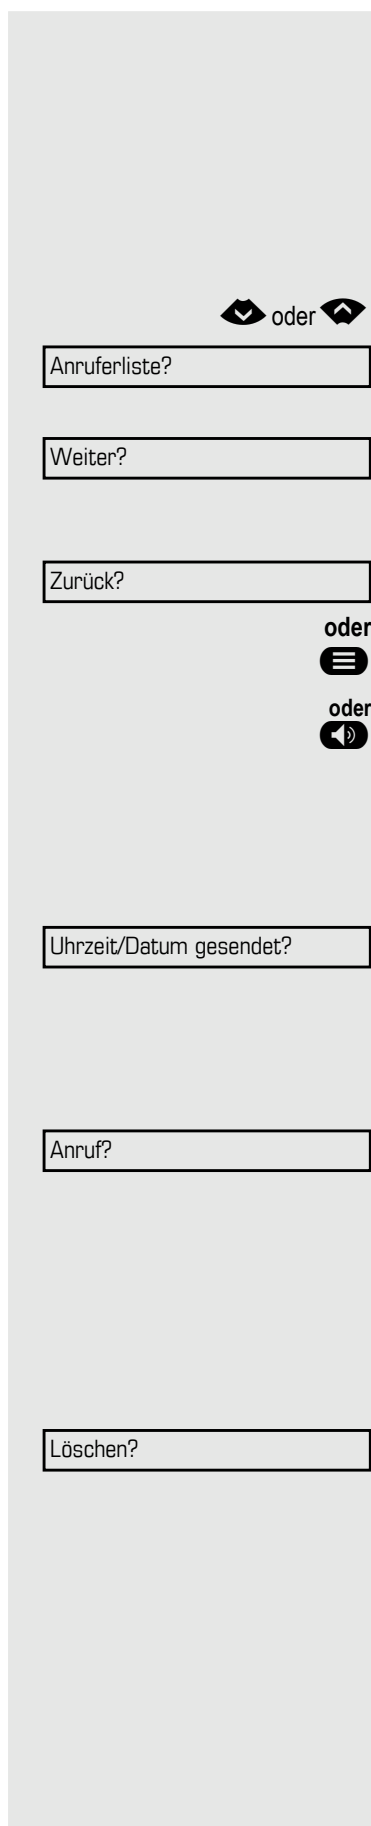 oder
Anruferliste?
Weiter?
Zurück?
oder
oder
Uhrzeit/Datum gesendet?
Anruf?
Löschen?